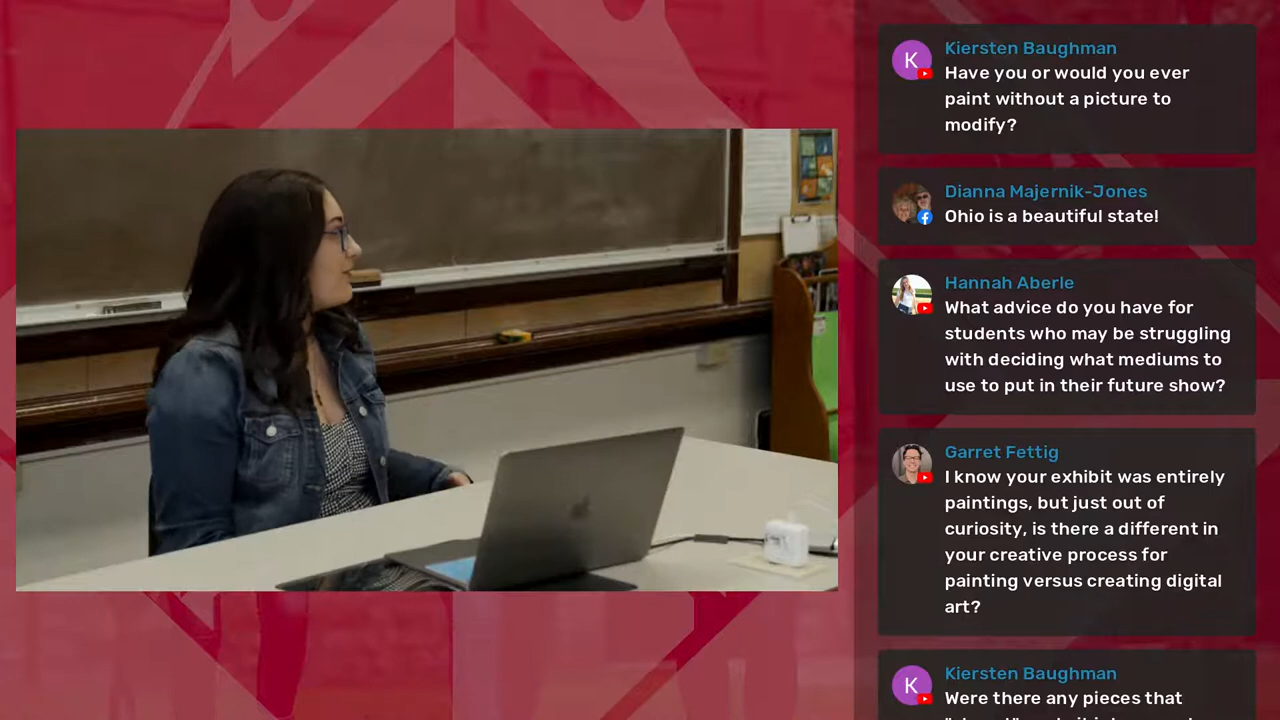 Kiersten Baughman
Have you or would you ever
paint without a picture to
modify?
Dianna Majernik-Jones
Ohio is a beautiful state!
Hannah Aberle
What advice do you have for
students who may be struggling
with deciding what mediums to
use to put in their future show?
Garret Fettig
I know your exhibit was entirely
paintings, but just out of
curiosity, is there a different in
your creative process for
painting versus creating digital
art?
K
Kiersten Baughman
Were there any pieces that